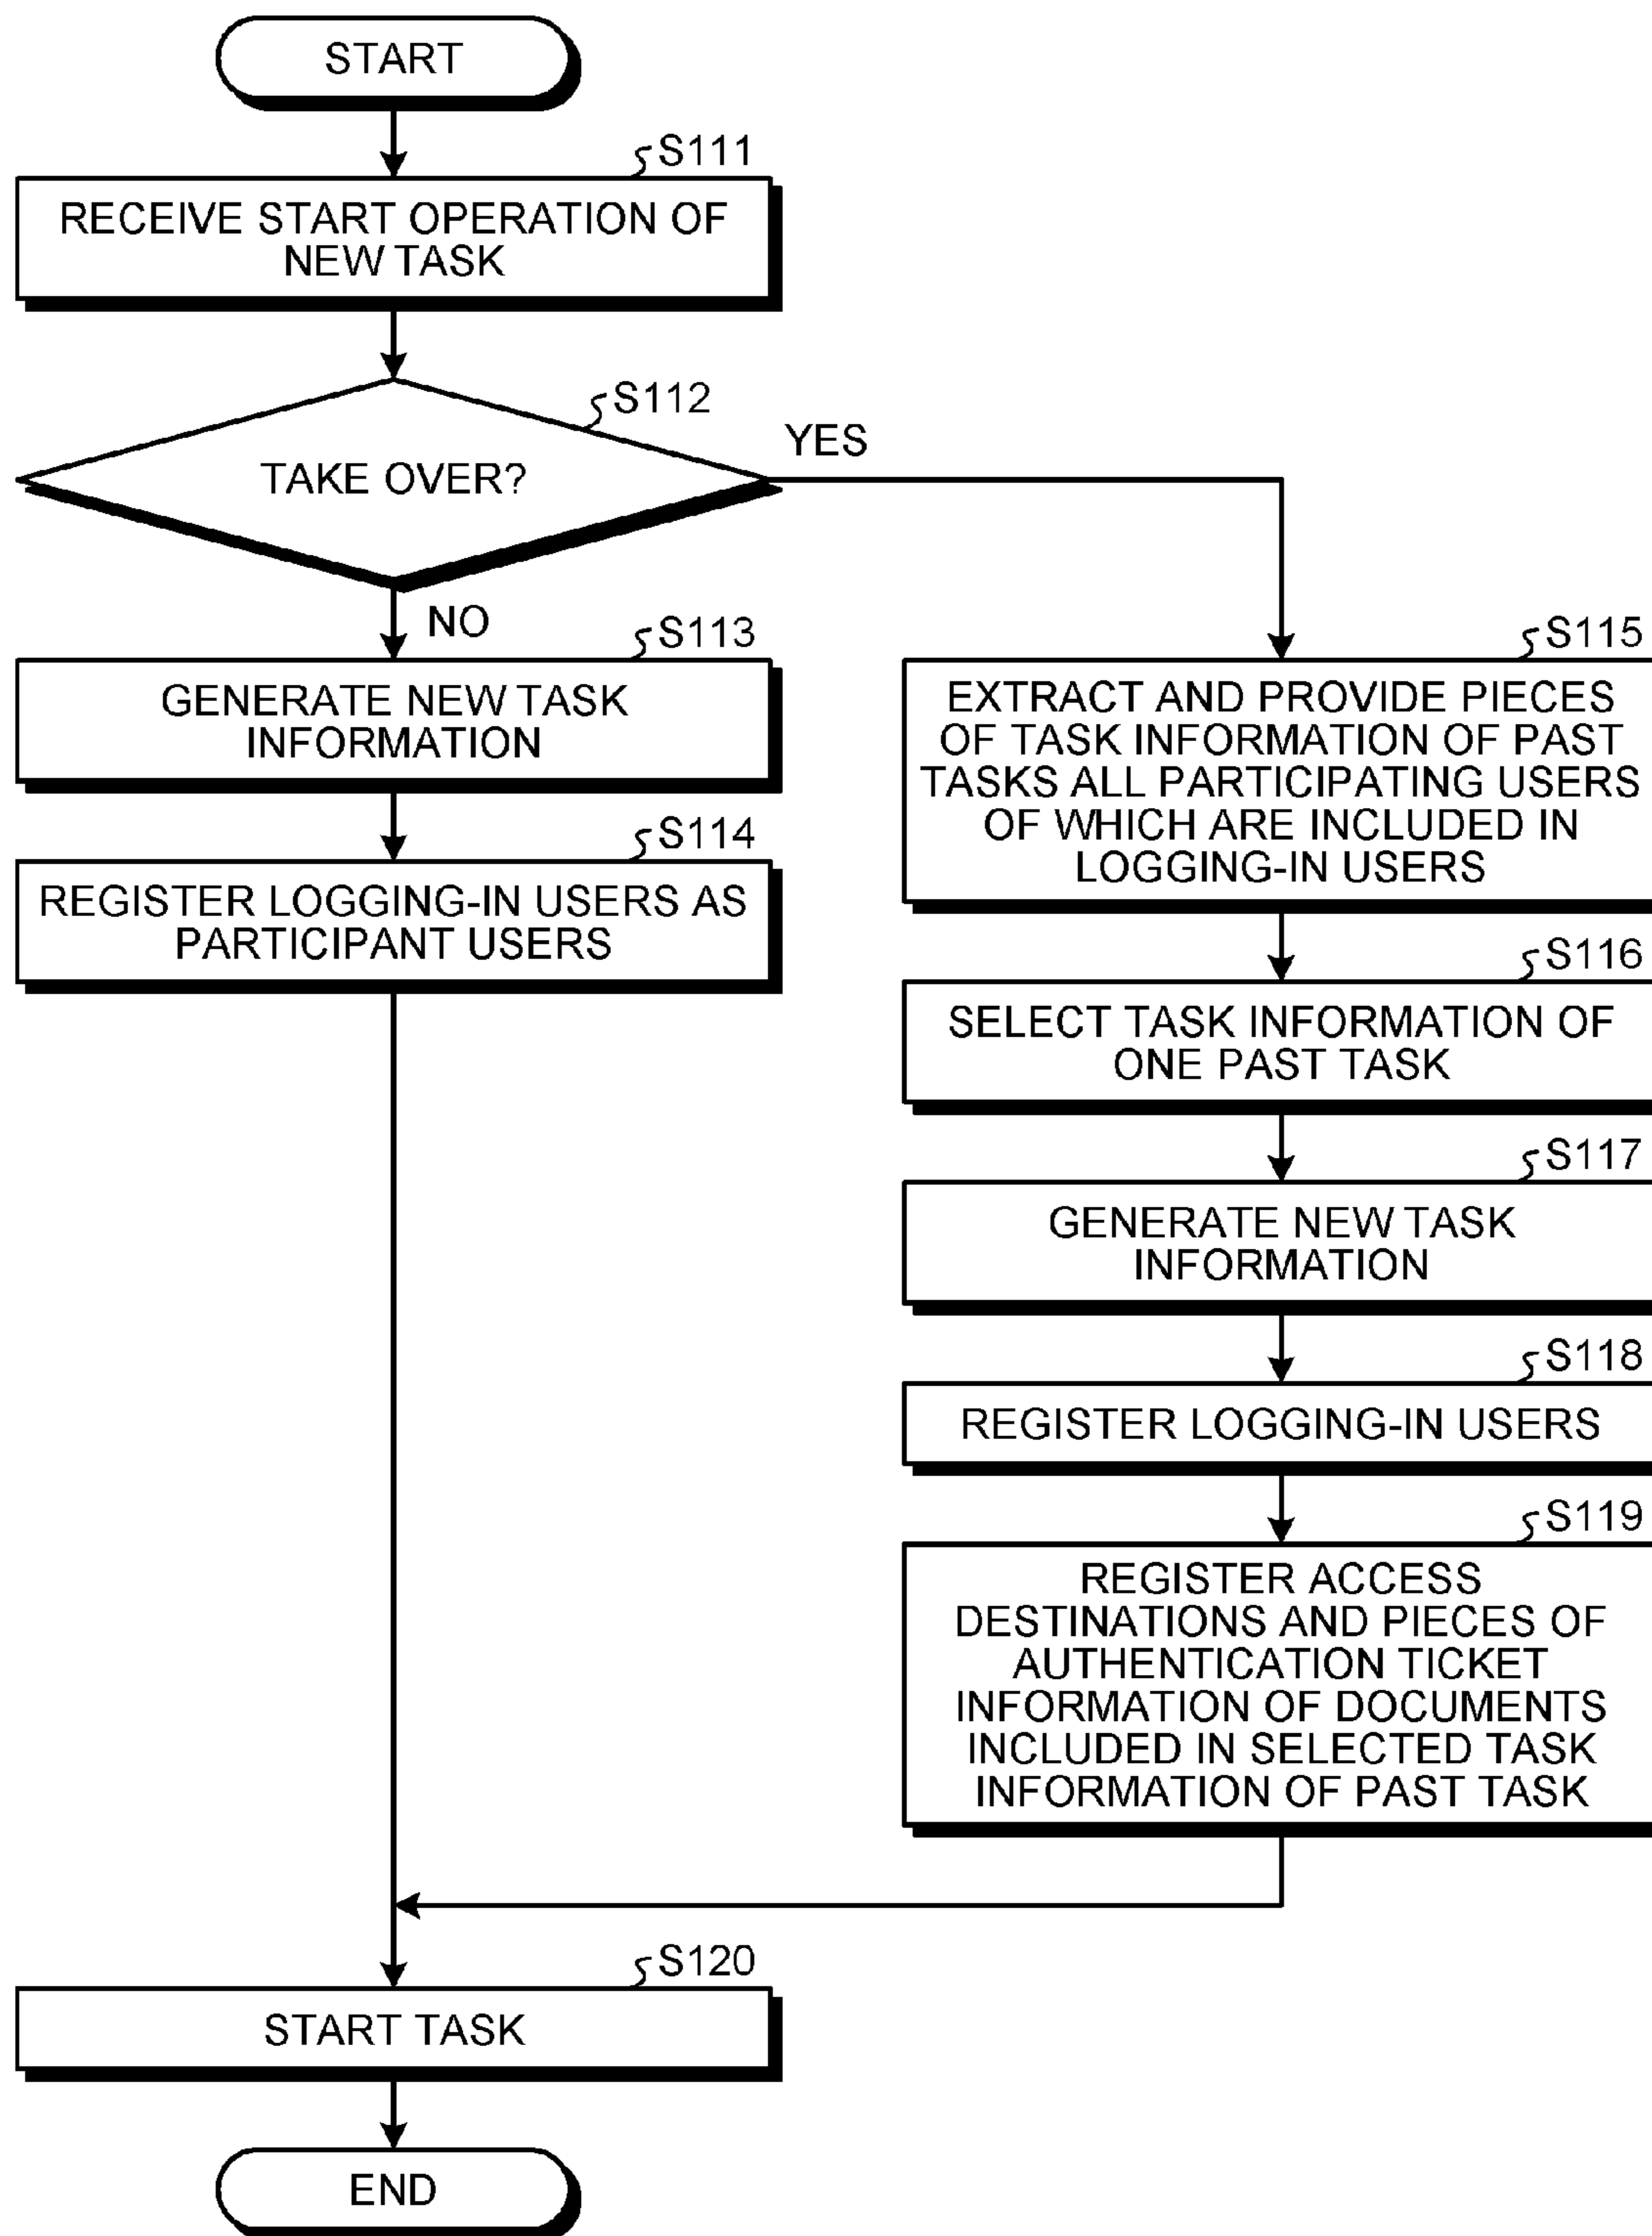 START
S111
RECEIVE START OPERATION OF
NEW TASK
S112
TAKE OVER?
YES
NO
S113
GENERATE NEW TASK
INFORMATION
S114
REGISTER LOGGING-IN USERS AS
PARTICIPANT USERS
S115
EXTRACT AND PROVIDE PIECES
OF TASK INFORMATION OF PAST
TASKS ALL PARTICIPATING USERS
OF WHICH ARE INCLUDED IN
LOGGING-IN USERS
S116
SELECT TASK INFORMATION OF
ONE PAST TASK
S117
GENERATE NEW TASK
INFORMATION
S118
REGISTER LOGGING-IN USERS
S119
REGISTER ACCESS
DESTINATIONS AND PIECES OF
AUTHENTICATION TICKET
INFORMATION OF DOCUMENTS
INCLUDED IN SELECTED TASK
INFORMATION OF PAST TASK
S120
START TASK
END